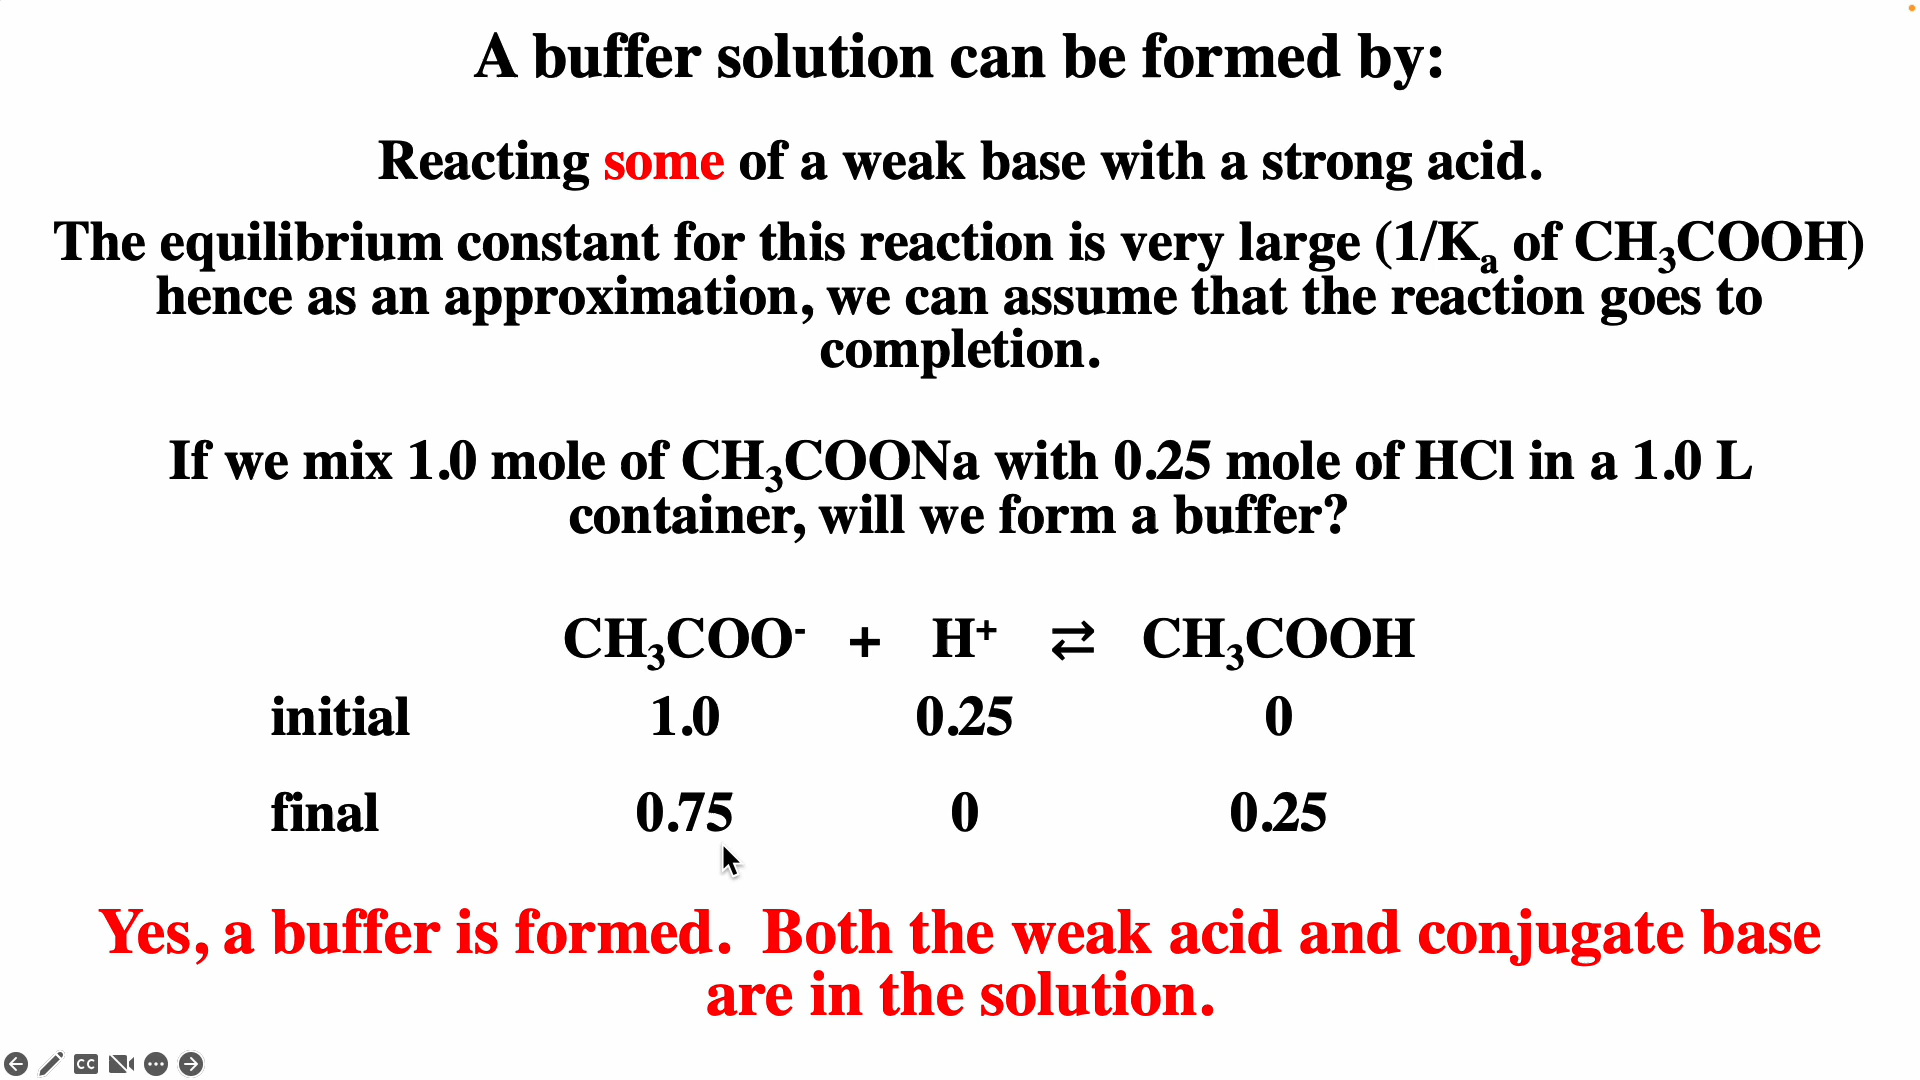 A buffer solution can be formed by:
Reacting some of a weak base with a strong acid.
The equilibrium constant for this reaction is very large (1/Kₐ of CH₃COOH)
hence as an approximation, we can assume that the reaction goes to
completion.
If we mix 1.0 mole of CH₃COONa with 0.25 mole of HCl in a 1.0 L
container, will we form a buffer?
CH₃COO⁻ + H⁺ ⇄ CH₃COOH
initial 1.0 0.25 0
final 0.75 0 0.25
Yes, a buffer is formed. Both the weak acid and conjugate base
are in the solution.
CC